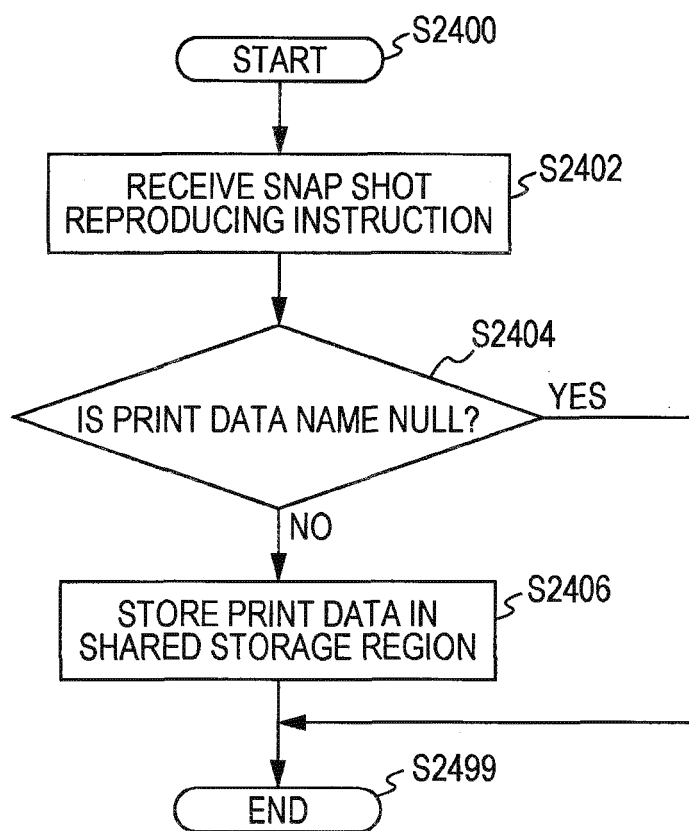 START
S2400
RECEIVE SNAP SHOT
REPRODUCING INSTRUCTION
S2402
IS PRINT DATA NAME NULL?
S2404
YES
NO
STORE PRINT DATA IN
SHARED STORAGE REGION
S2406
END
S2499